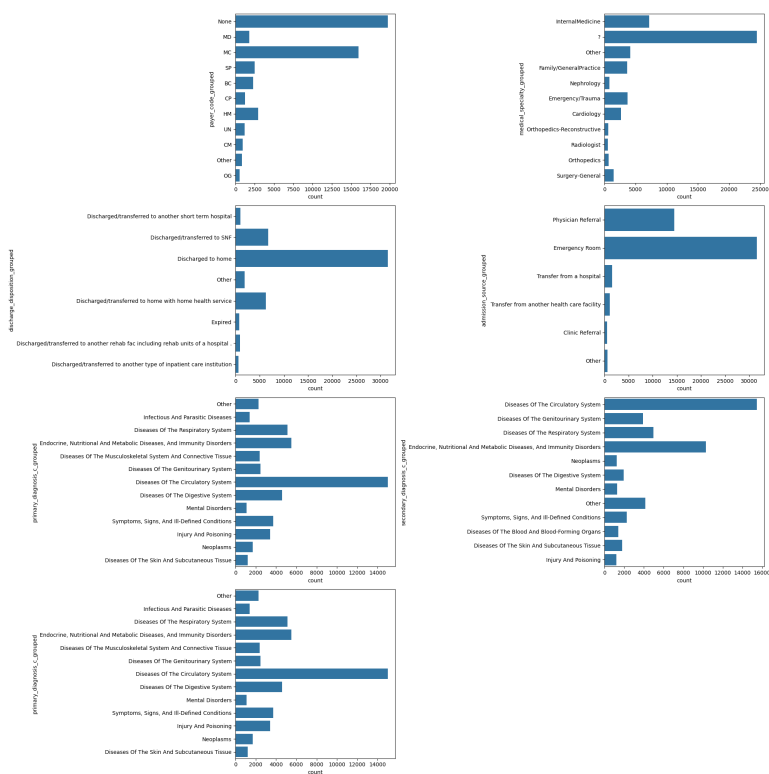 payer_code_grouped
None
MD
MC
SP
BC
CP
HM
UN
CM
Other
OG
0 2500 5000 7500 10000 12500 15000 17500 20000
count
medical_specialty_grouped
InternalMedicine
?
Other
Family/GeneralPractice
Nephrology
Emergency/Trauma
Cardiology
Orthopedics-Reconstructive
Radiologist
Orthopedics
Surgery-General
0 5000 10000 15000 20000 25000
count
discharge_disposition_grouped
Discharged/transferred to another short term hospital
Discharged/transferred to SNF
Discharged to home
Other
Discharged/transferred to home with home health service
Expired
Discharged/transferred to another rehab fac including rehab units of a hospital .
Discharged/transferred to another type of inpatient care institution
0 5000 10000 15000 20000 25000 30000
count
admission_source_grouped
Physician Referral
Emergency Room
Transfer from a hospital
Transfer from another health care facility
Clinic Referral
Other
0 5000 10000 15000 20000 25000 30000
count
primary_diagnosis_c_grouped
Other
Infectious And Parasitic Diseases
Diseases Of The Respiratory System
Endocrine, Nutritional And Metabolic Diseases, And Immunity Disorders
Diseases Of The Musculoskeletal System And Connective Tissue
Diseases Of The Genitourinary System
Diseases Of The Circulatory System
Diseases Of The Digestive System
Mental Disorders
Symptoms, Signs, And Ill-Defined Conditions
Injury And Poisoning
Neoplasms
Diseases Of The Skin And Subcutaneous Tissue
0 2000 4000 6000 8000 10000 12000 14000
count
secondary_diagnosis_c_grouped
Diseases Of The Circulatory System
Diseases Of The Genitourinary System
Diseases Of The Respiratory System
Endocrine, Nutritional And Metabolic Diseases, And Immunity Disorders
Neoplasms
Diseases Of The Digestive System
Mental Disorders
Other
Symptoms, Signs, And Ill-Defined Conditions
Diseases Of The Blood And Blood-Forming Organs
Diseases Of The Skin And Subcutaneous Tissue
Injury And Poisoning
0 2000 4000 6000 8000 10000 12000 14000 16000
count
primary_diagnosis_c_grouped
Other
Infectious And Parasitic Diseases
Diseases Of The Respiratory System
Endocrine, Nutritional And Metabolic Diseases, And Immunity Disorders
Diseases Of The Musculoskeletal System And Connective Tissue
Diseases Of The Genitourinary System
Diseases Of The Circulatory System
Diseases Of The Digestive System
Mental Disorders
Symptoms, Signs, And Ill-Defined Conditions
Injury And Poisoning
Neoplasms
Diseases Of The Skin And Subcutaneous Tissue
0 2000 4000 6000 8000 10000 12000 14000
count